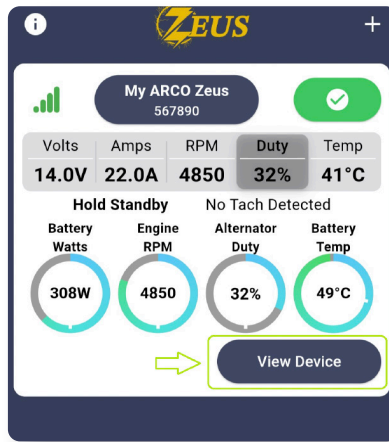 ZEUS
My ARCO Zeus
567890
Volts Amps RPM Duty Temp
14.0V 22.0A 4850 32% 41°C
Hold Standby No Tach Detected
Battery Watts Engine RPM Alternator Duty Battery Temp
308W 4850 32% 49°C
View Device